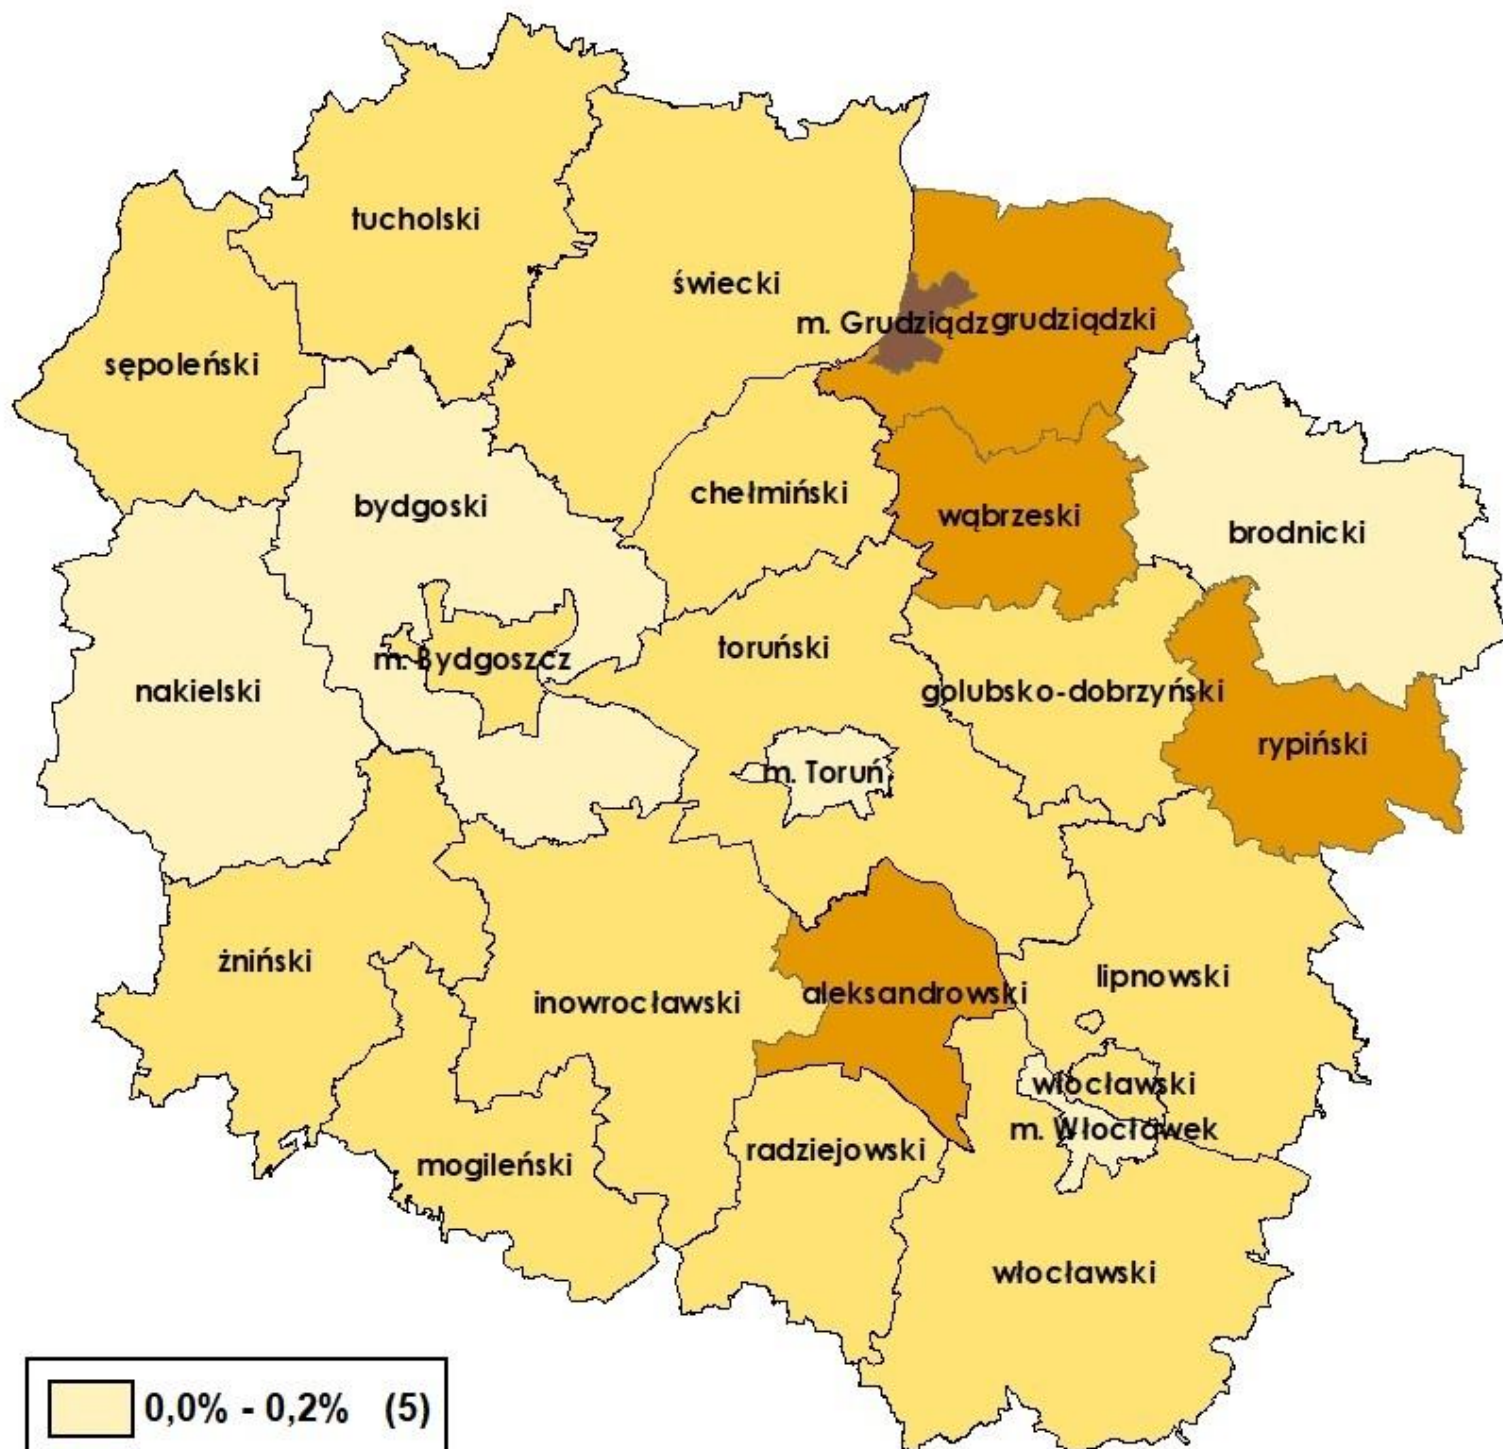 tucholski
świecki
m. Grudziądz
grudziądzki
sępoleński
chełmiński
bydgoski
wąbrzeski
brodnicki
toruński
m. Bydgoszcz
nakielski
golubsko-dobrzyński
rypiński
m. Toruń
żniński
lipnowski
aleksandrowski
inowrocławski
włocławski
m. Włocławek
radziejowski
mogileński
włocławski
0,0% - 0,2% (5)